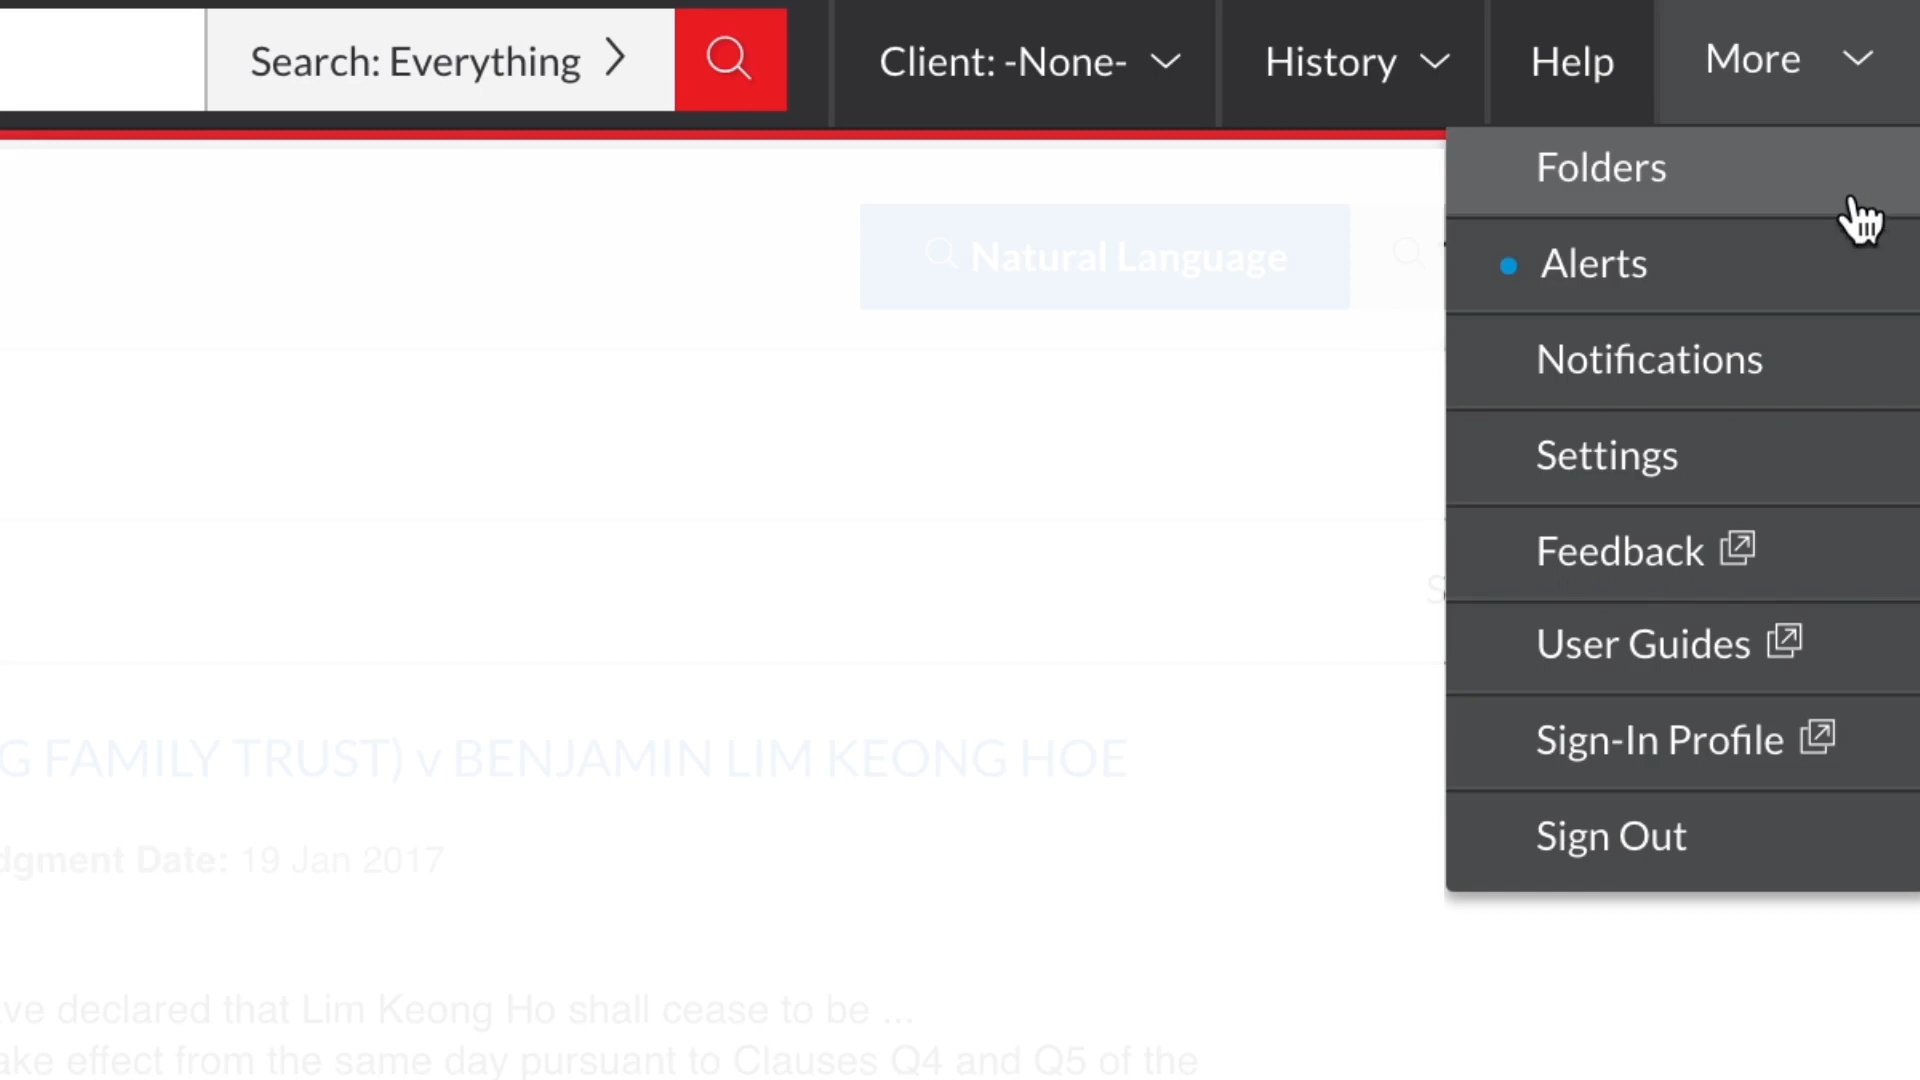 Search: Everything
Client: -None-
History
Help
More
Folders
Natural Language
Alerts
Notifications
Settings
Feedback
User Guides
G FAMILY TRUST) v BENJAMIN LIM KEONG HOE
Sign-In Profile
Sign Out
dgment Date: 19 Jan 2017
ve declared that Lim Keong Ho shall cease to be ...
ake effect from the same day pursuant to Clauses Q4 and Q5 of the